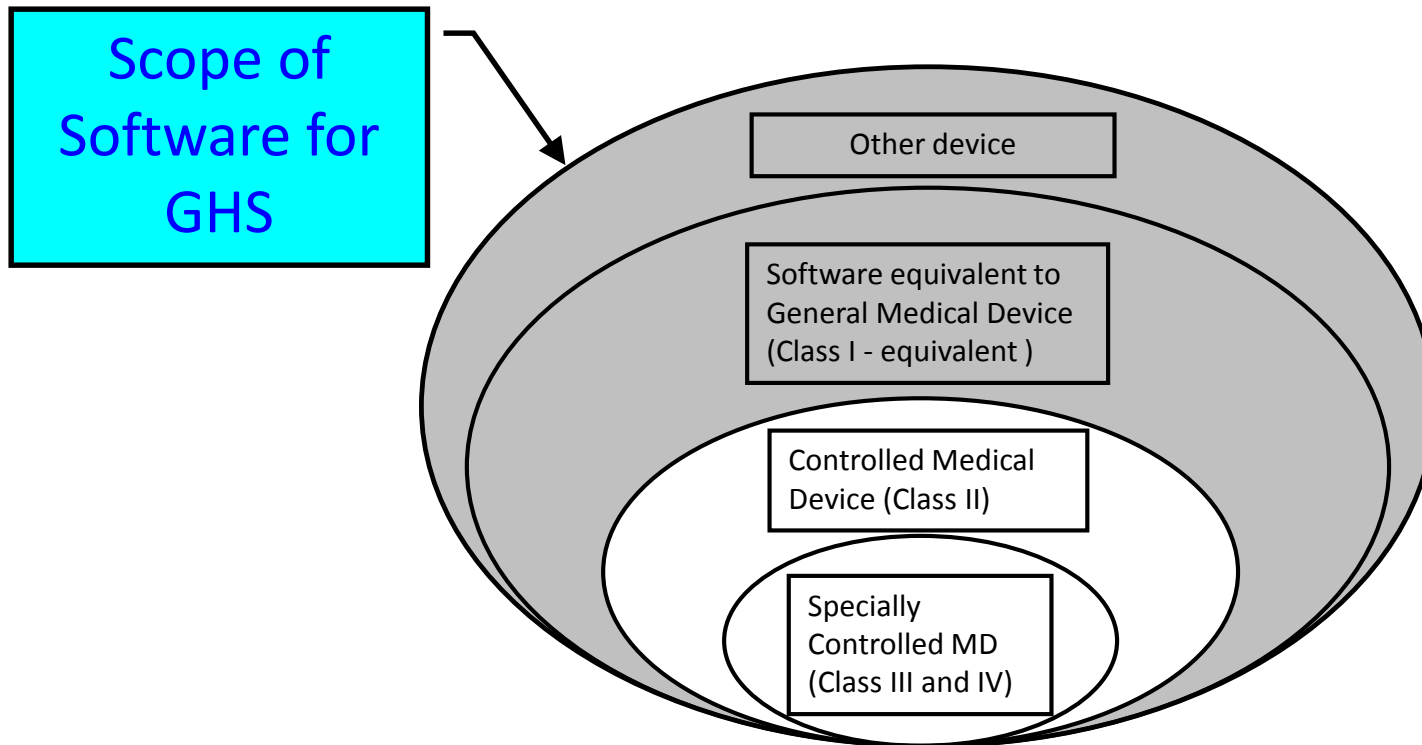 Scope of
Software for
GHS
Other device
Software equivalent to
General Medical Device
(Class I - equivalent )
Controlled Medical
Device (Class II)
Specially
Controlled MD
(Class III and IV)